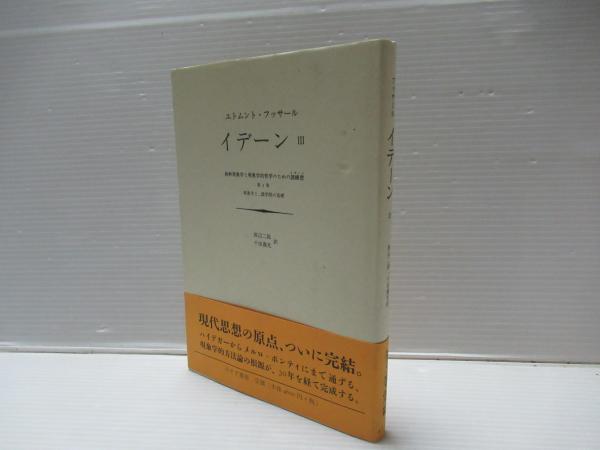 エトムント・フッサール
イデーン III
純粋現象学と現象学的哲学のための諸構想
第3巻
現象学と、諸学問の基礎
渡辺二郎
千田義光 訳
現代思想の原点、ついに完結。
ハイデガーからメルロ=ポンティにまで通ずる、
現象学的方法論の根源が、30年を経て完成する。
イデーン III